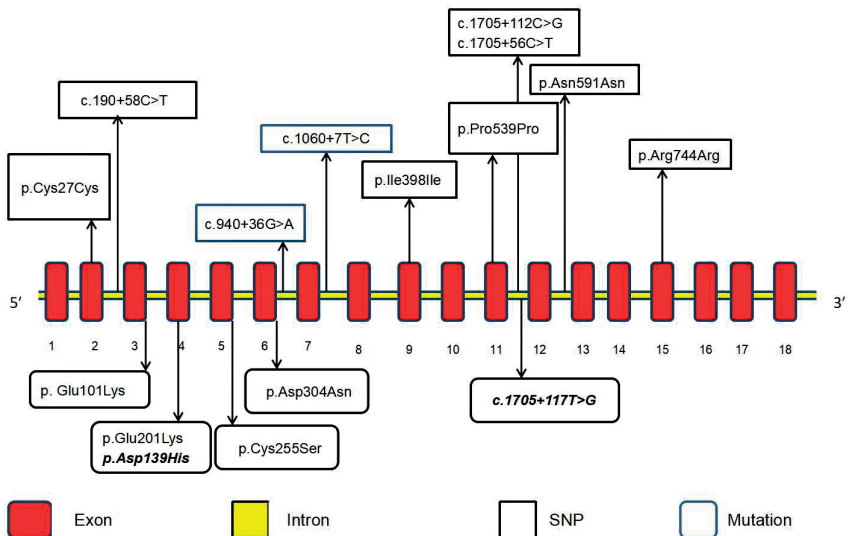 c.1705+112C>G
c.1705+56C>T
p.Asn591Asn
c.190+58C>T
p.Pro539Pro
c.1060+7T>C
p.Arg744Arg
p.Cys27Cys
p.Ile398Ile
c.940+36G>A
5′
3′
1 2 3 4 5 6 7 8 9 10 11 12 13 14 15 16 17 18
p. Glu101Lys
p.Asp304Asn
c.1705+117T>G
p.Glu201Lys
p.Asp139His
p.Cys255Ser
Exon
Intron
SNP
Mutation